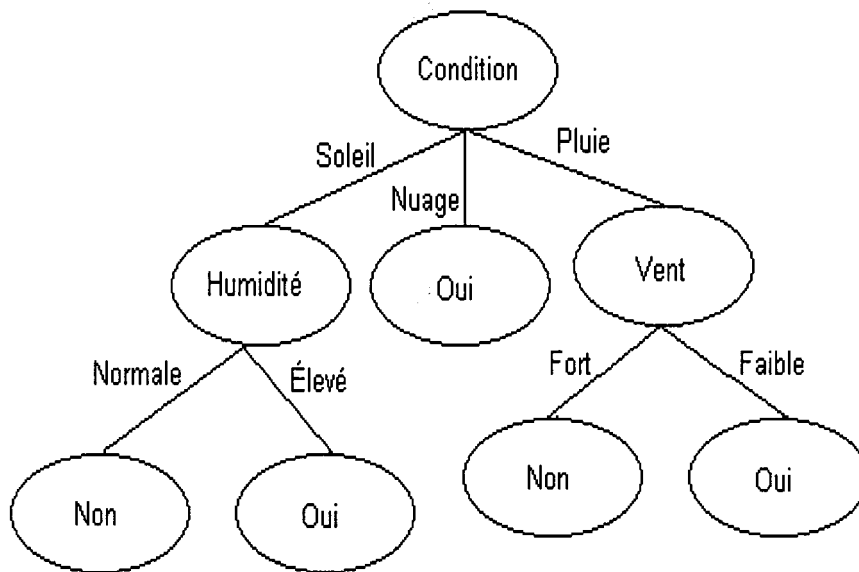 Condition
Soleil
Nuage
Pluie
Humidité
Oui
Vent
Normale
Élevé
Fort
Faible
Non
Oui
Non
Oui